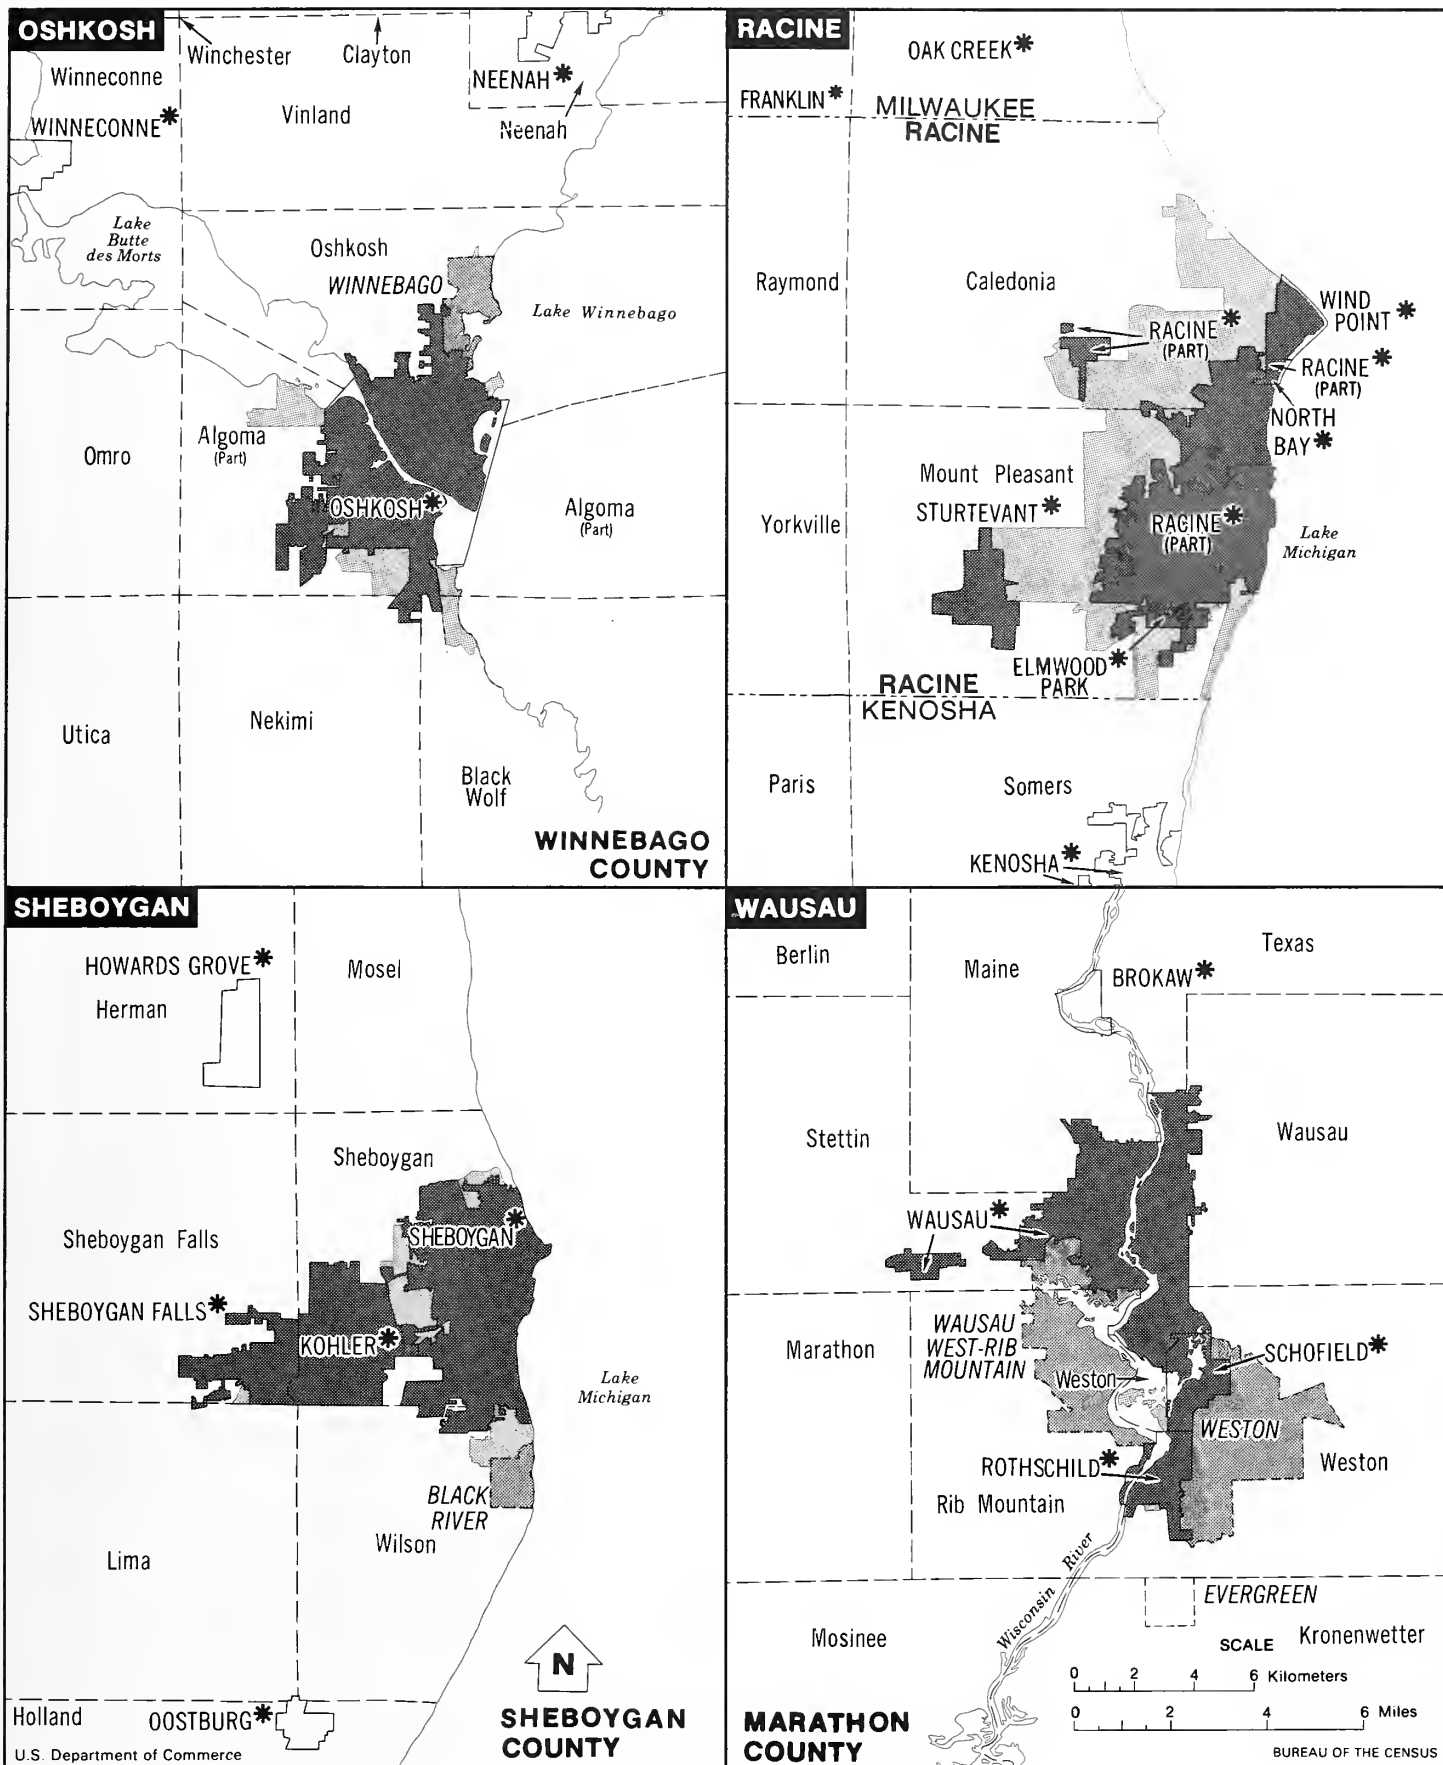 OSHKOSH
Winchester
Clayton
Winneconne
NEENAH*
WINNECONNE*
Vinland
Neenah
Lake
Butte
des Morts
Oshkosh
WINNEBAGO
Lake Winnebago
Omro
Algoma
(Part)
OSHKOSH*
Algoma
(Part)
Utica
Nekimi
Black
Wolf
WINNEBAGO
COUNTY
RACINE
OAK CREEK*
FRANKLIN*
MILWAUKEE
RACINE
Raymond
Caledonia
WIND
POINT*
RACINE*
(PART)
RACINE*
(PART)
NORTH
BAY*
Mount Pleasant
STURTEVANT*
Yorkville
RACINE*
(PART)
Lake
Michigan
ELMWOOD*
PARK
RACINE
KENOSHA
Paris
Somers
KENOSHA*
SHEBOYGAN
HOWARDS GROVE*
Mosel
Herman
Sheboygan
SHEBOYGAN*
Sheboygan Falls
SHEBOYGAN FALLS*
KOHLER*
Lake
Michigan
BLACK
RIVER
Wilson
Lima
N
Holland
OOSTBURG*
SHEBOYGAN
COUNTY
U.S. Department of Commerce
WAUSAU
Berlin
Maine
Texas
BROKAW*
Stettin
Wausau
WAUSAU*
WAUSAU
WEST-RIB
MOUNTAIN
Marathon
SCHOFIELD*
Weston
WESTON
ROTHSCHILD*
Weston
Rib Mountain
Wisconsin River
EVERGREEN
Mosinee
Kronenwetter
SCALE
0 2 4 6 Kilometers
0 2 4 6 Miles
MARATHON
COUNTY
BUREAU OF THE CENSUS